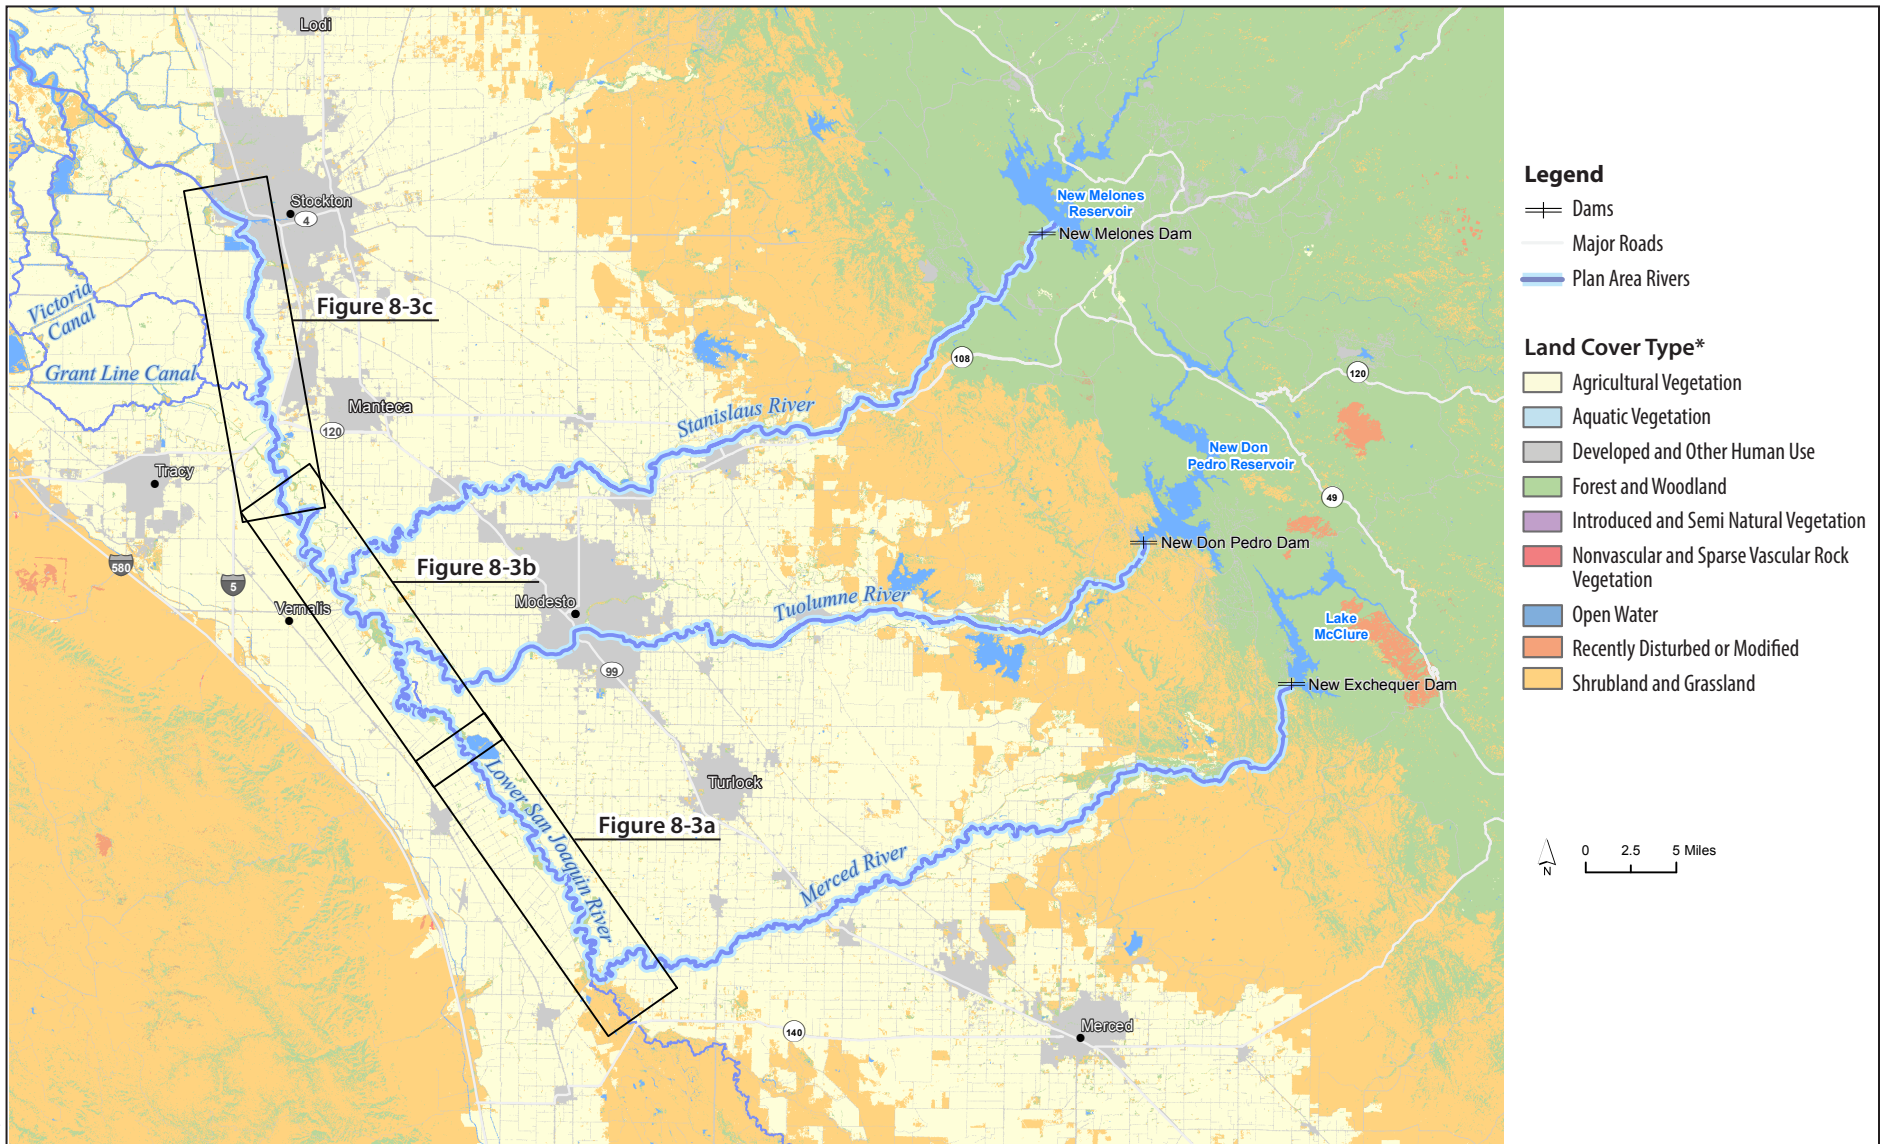 Lodi
Stockton
4
Victoria
Canal
Figure 8-3c
Grant Line Canal
Manteca
120
Tracy
580
5
Vernalis
Figure 8-3b
Modesto
99
Stanislaus River
108
New Melones
Reservoir
New Melones Dam
120
49
New Don
Pedro Reservoir
New Don Pedro Dam
Tuolumne River
Lake
McClure
New Exchequer Dam
Turlock
Lower San Joaquin River
Figure 8-3a
Merced River
140
Merced
Legend
Dams
Major Roads
Plan Area Rivers
Land Cover Type*
Agricultural Vegetation
Aquatic Vegetation
Developed and Other Human Use
Forest and Woodland
Introduced and Semi Natural Vegetation
Nonvascular and Sparse Vascular Rock
Vegetation
Open Water
Recently Disturbed or Modified
Shrubland and Grassland
N
0 2.5 5 Miles